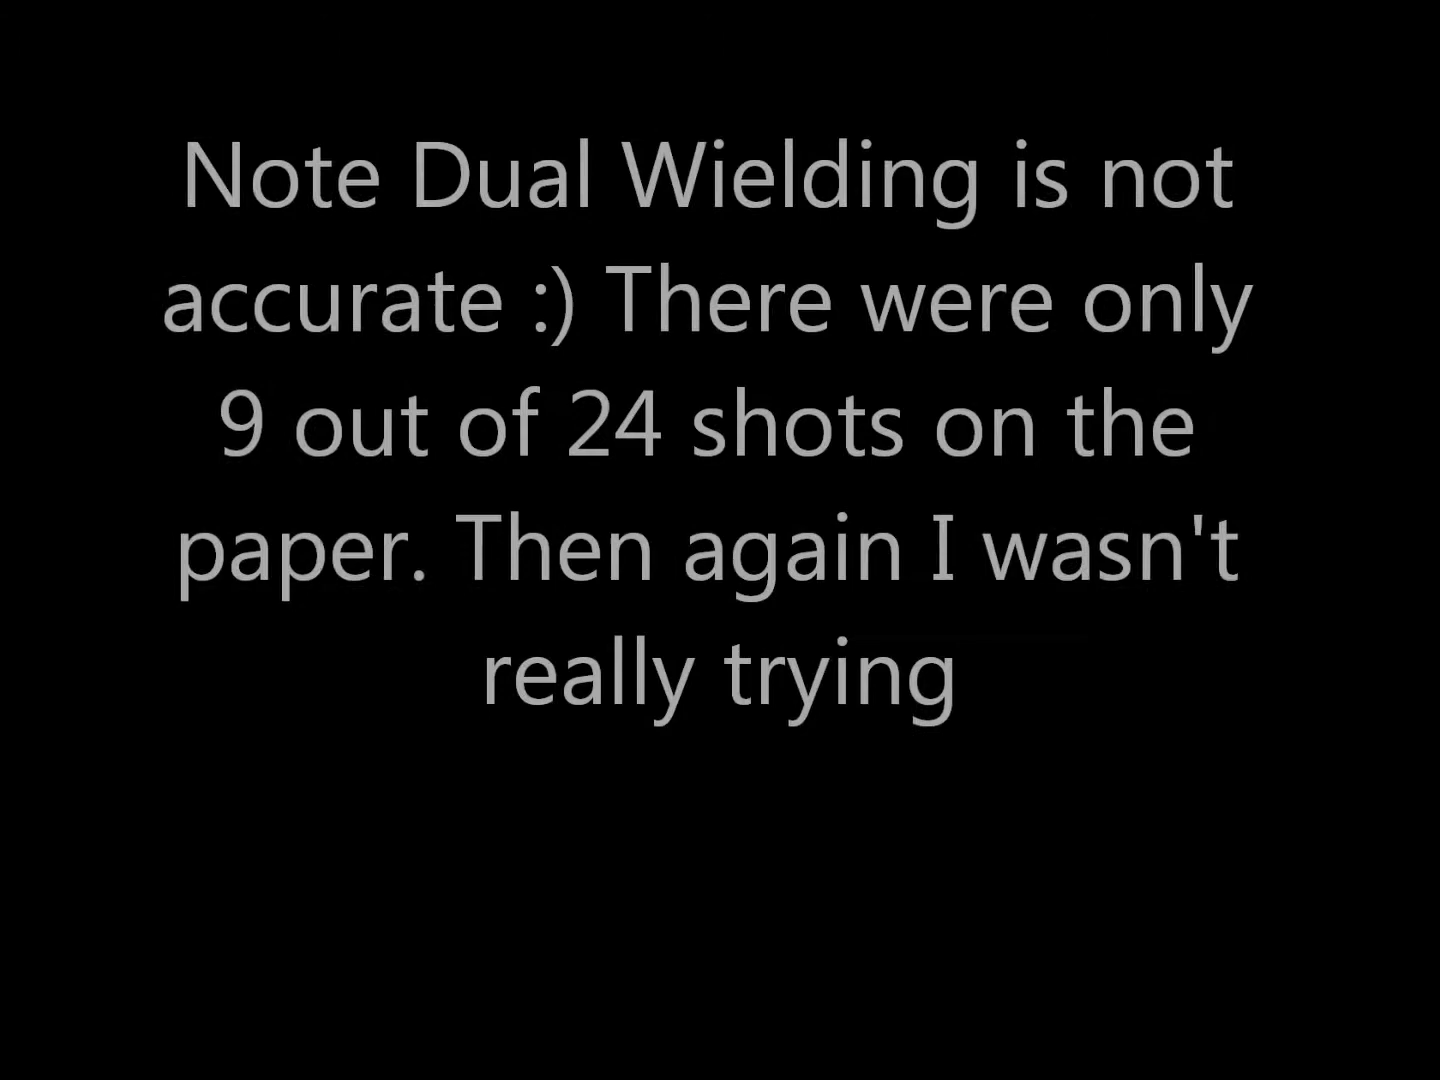 Note Dual Wielding is not
accurate :) There were only
9 out of 24 shots on the
paper. Then again I wasn't
really trying